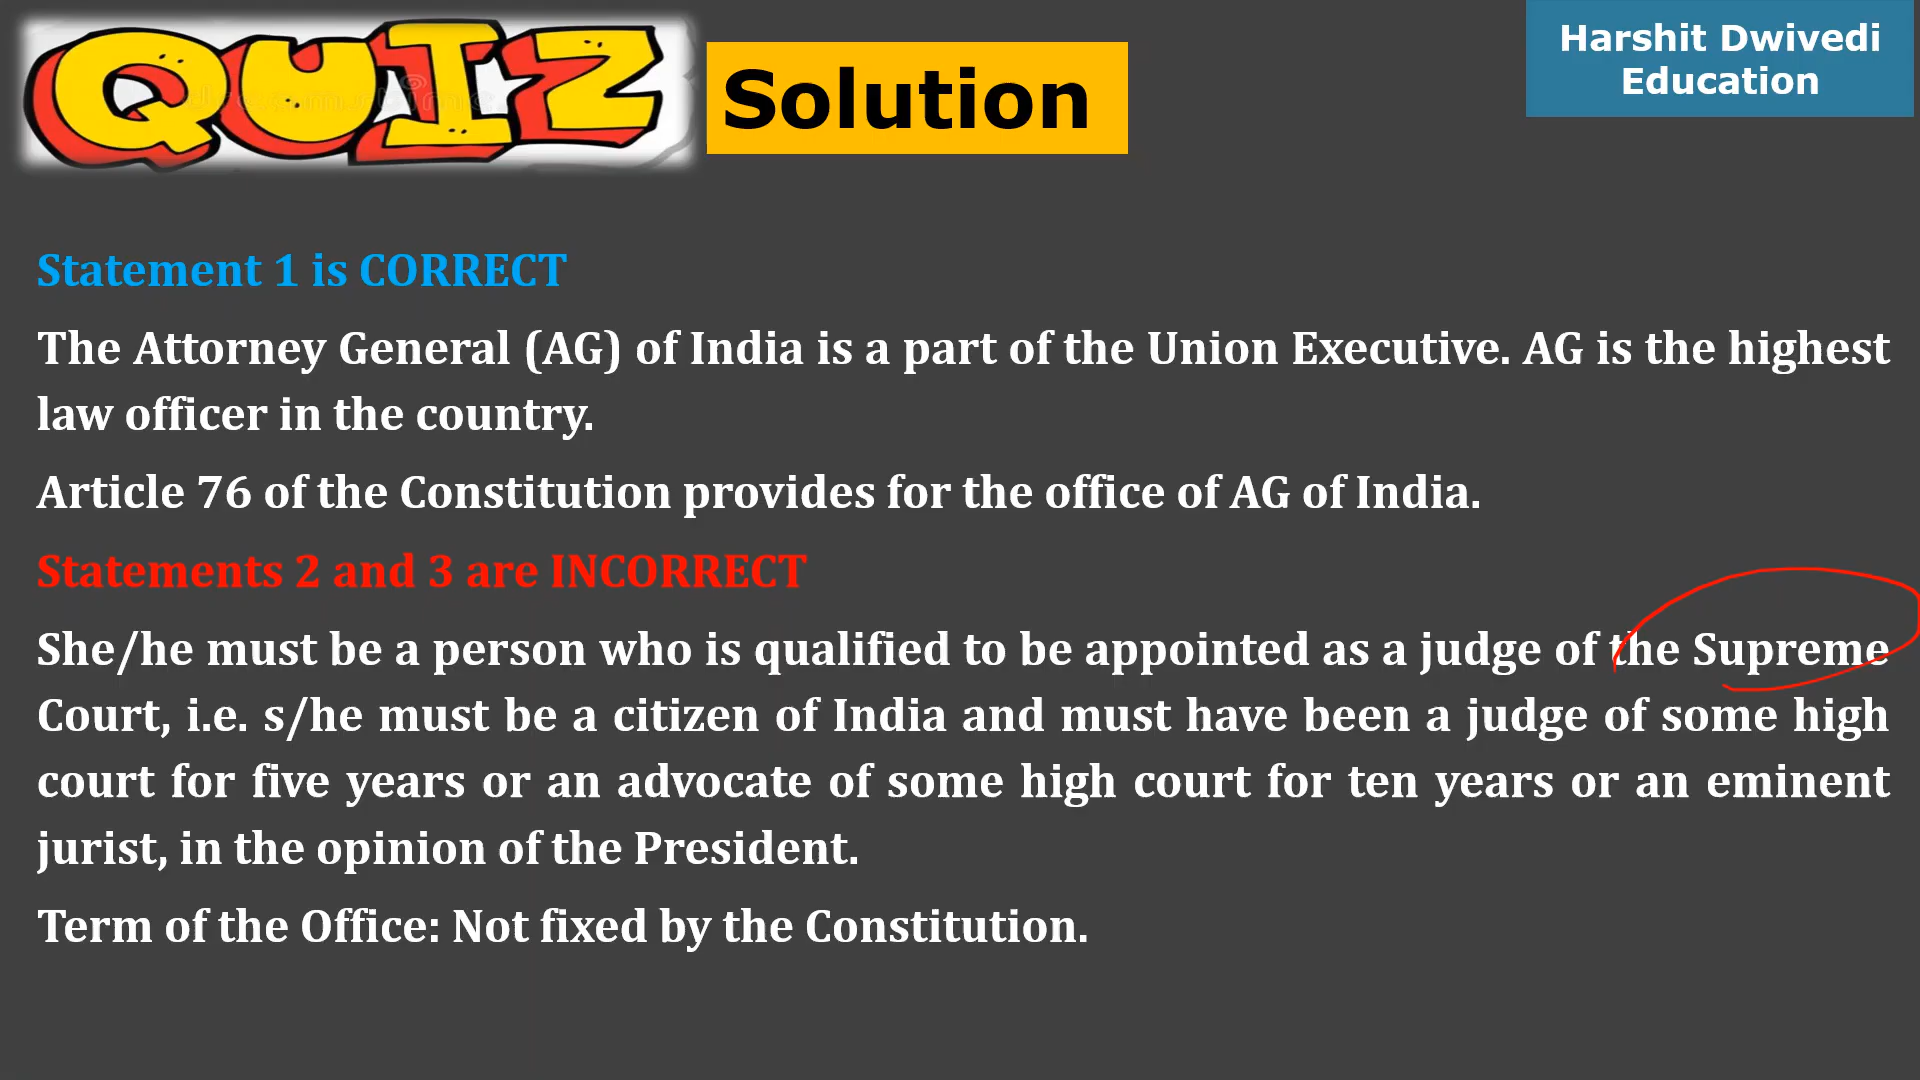 QUIZ
Solution
Harshit Dwivedi
Education
Statement 1 is CORRECT
The Attorney General (AG) of India is a part of the Union Executive. AG is the highest
law officer in the country.
Article 76 of the Constitution provides for the office of AG of India.
Statements 2 and 3 are INCORRECT
She/he must be a person who is qualified to be appointed as a judge of the Supreme
Court, i.e. s/he must be a citizen of India and must have been a judge of some high
court for five years or an advocate of some high court for ten years or an eminent
jurist, in the opinion of the President.
Term of the Office: Not fixed by the Constitution.